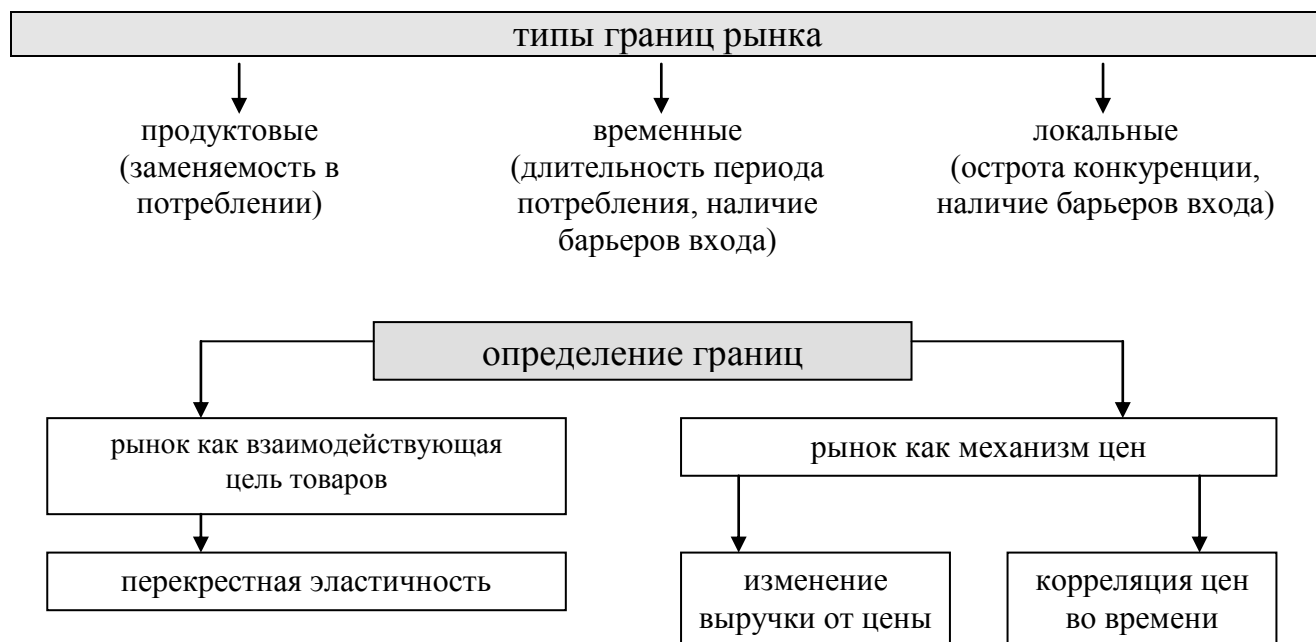 типы границ рынка
продуктовые
(заменяемость в
потреблении)
временные
(длительность периода
потребления, наличие
барьеров входа)
локальные
(острота конкуренции,
наличие барьеров входа)
определение границ
рынок как взаимодействующая
цель товаров
рынок как механизм цен
перекрестная эластичность
изменение
выручки от цены
корреляция цен
во времени